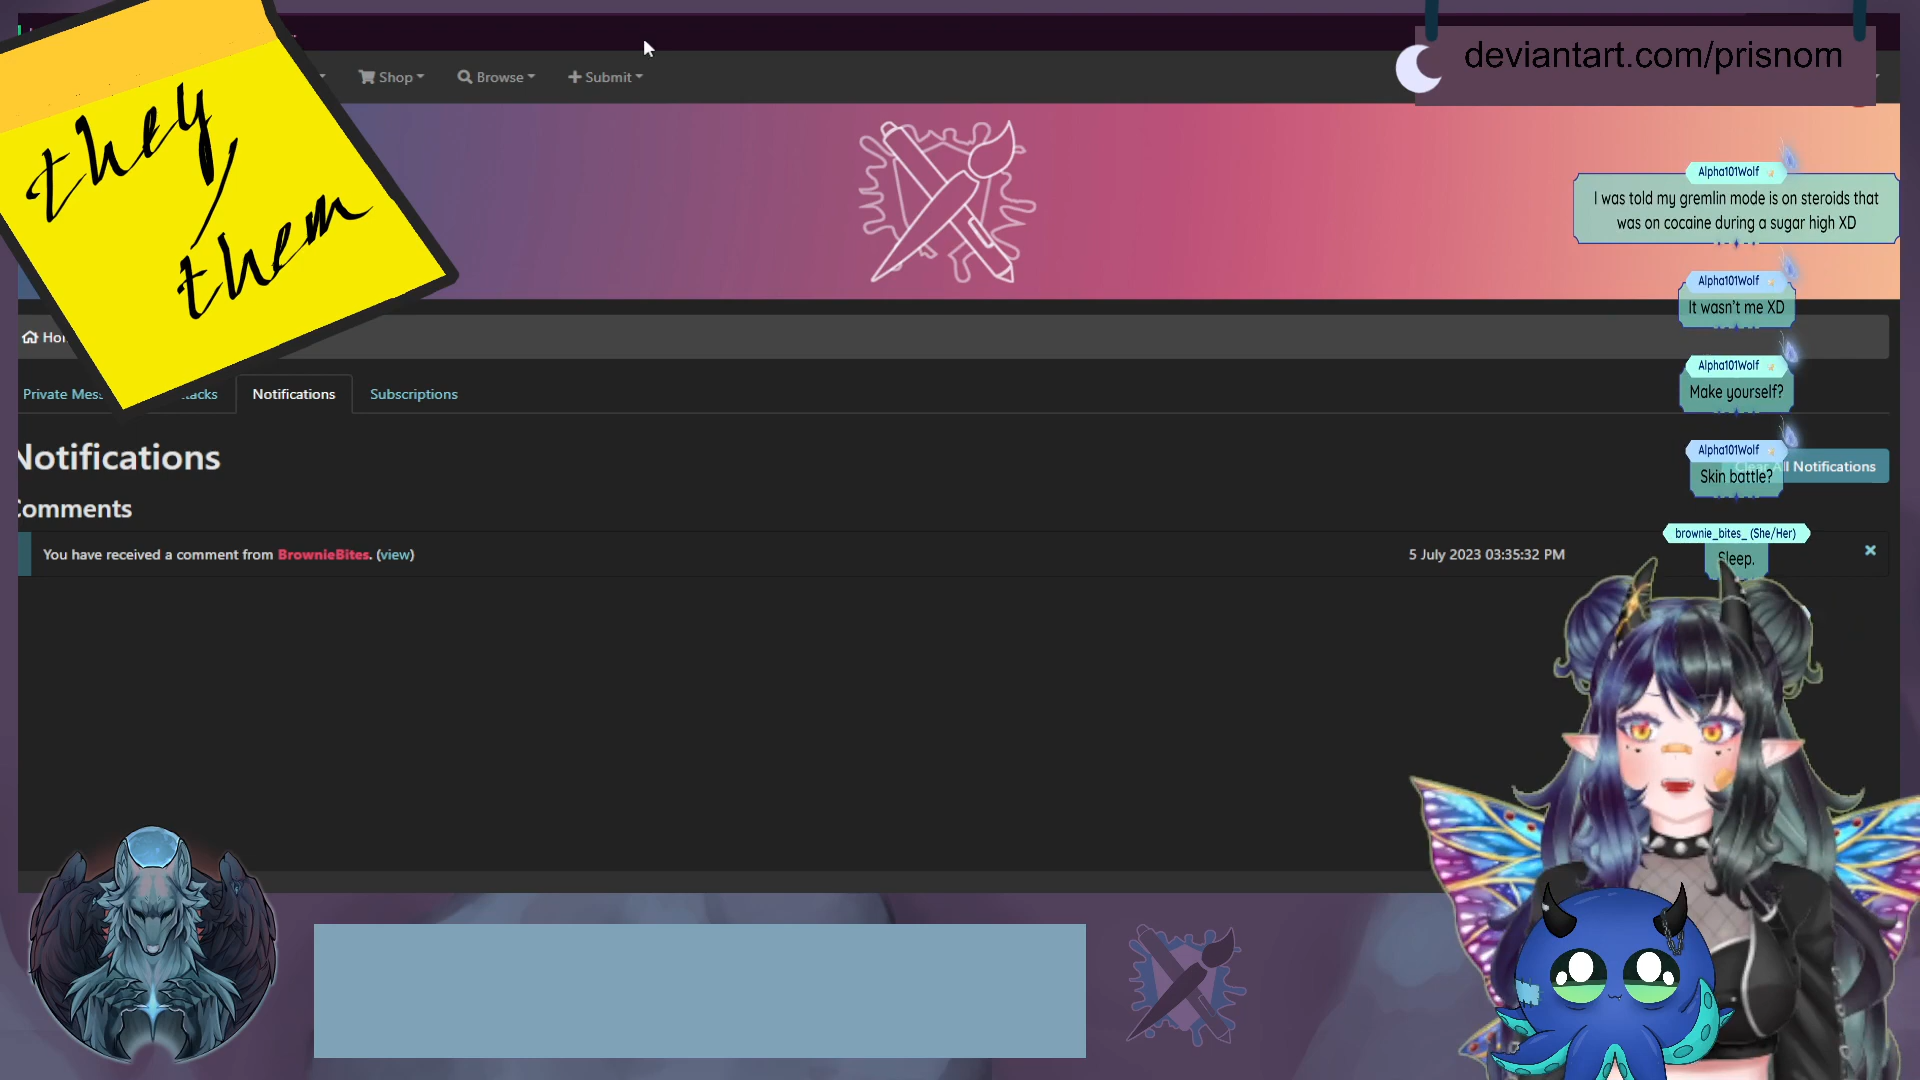 they/
them
Shop
Browse
Submit
deviantart.com/prisnom
Alpha101Wolf
I was told my gremlin mode is on steroids that
was on cocaine during a sugar high XD
Alpha101Wolf
It wasn't me XD
Alpha101Wolf
Make yourself?
Alpha101Wolf
Skin battle?
brownie_bites_ (She/Her)
Sleep.
Private
Notifications
Subscriptions
Notifications
All Notifications
Comments
You have received a comment from BrownieBites. (view)
5 July 2023 03:35:32 PM